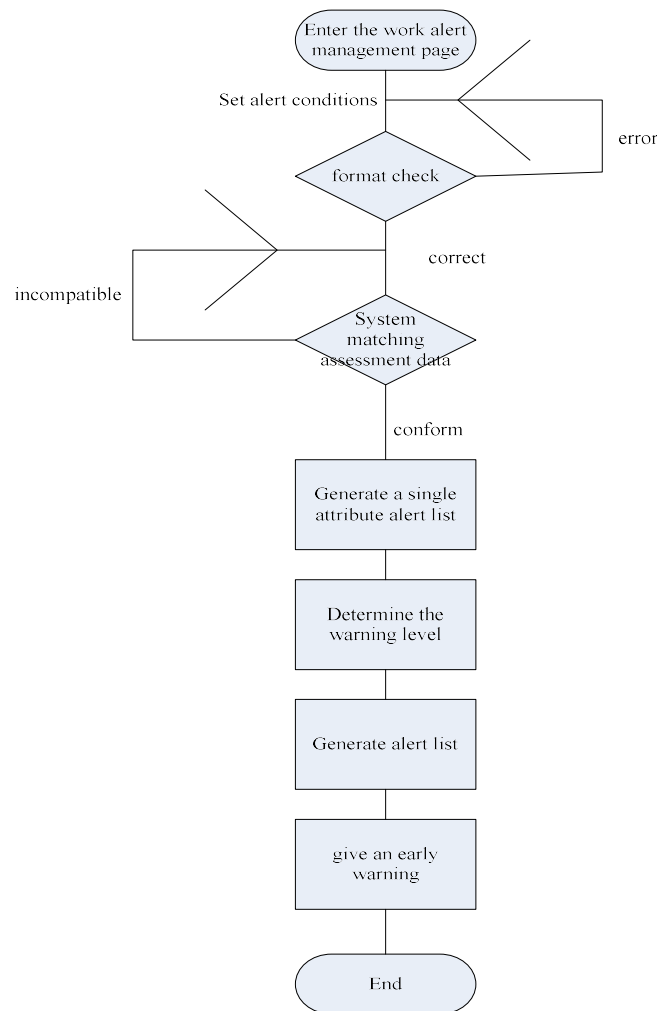 Enter the work alert
management page
Set alert conditions
error
format check
correct
incompatible
System
matching
assessment data
conform
Generate a single
attribute alert list
Determine the
warning level
Generate alert list
give an early
warning
End